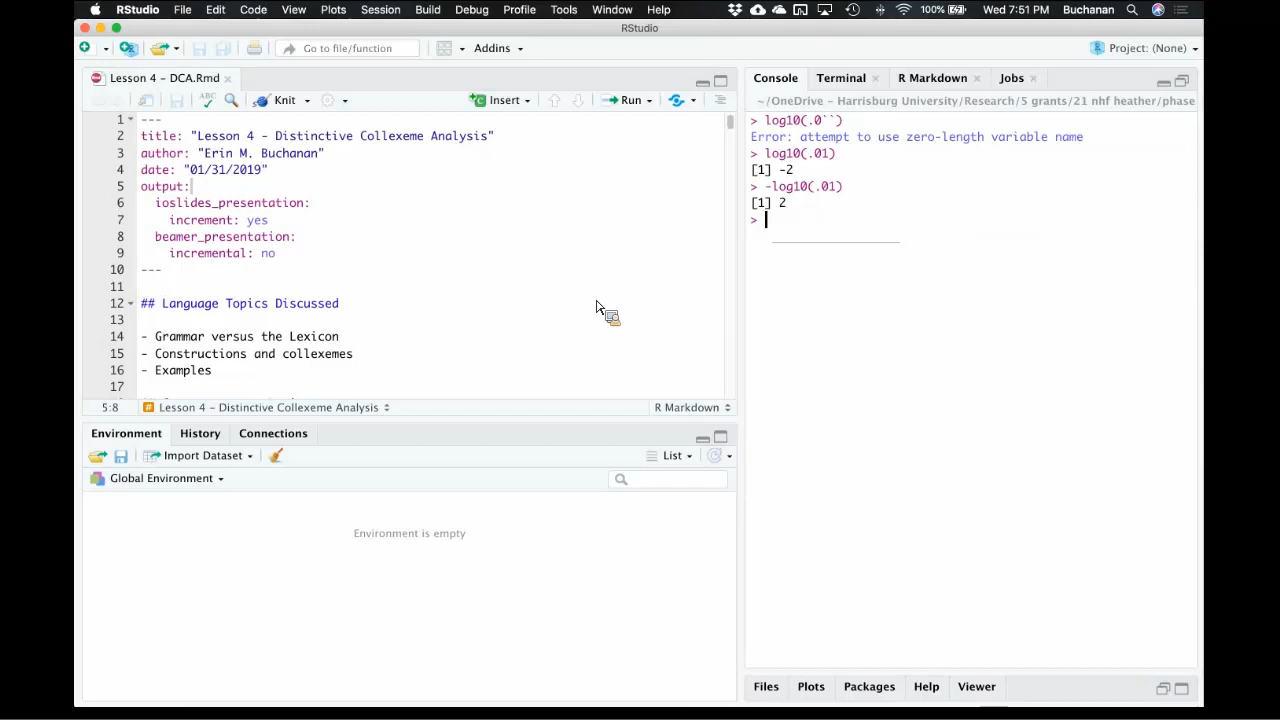 RStudio File Edit Code View Plots Session Build Debug Profile Tools Window Help 100% Wed 7:51 PM Buchanan
RStudio
Go to file/function Addins Project: (None)
Lesson 4 – DCA.Rmd
ABC Knit Insert Run
1 ---
2 title: "Lesson 4 - Distinctive Collexeme Analysis"
3 author: "Erin M. Buchanan"
4 date: "01/31/2019"
5 output:
6 ioslides_presentation:
7 increment: yes
8 beamer_presentation:
9 incremental: no
10 ---
11
12 ## Language Topics Discussed
13
14 - Grammar versus the Lexicon
15 - Constructions and collexemes
16 - Examples
17
5:8 # Lesson 4 – Distinctive Collexeme Analysis R Markdown
Environment History Connections
Import Dataset List
Global Environment
Environment is empty
Console Terminal R Markdown Jobs
~/OneDrive - Harrisburg University/Research/5 grants/21 nhf heather/phase
> log10(.0``)
Error: attempt to use zero-length variable name
> log10(.01)
[1] -2
> -log10(.01)
[1] 2
>
Files Plots Packages Help Viewer